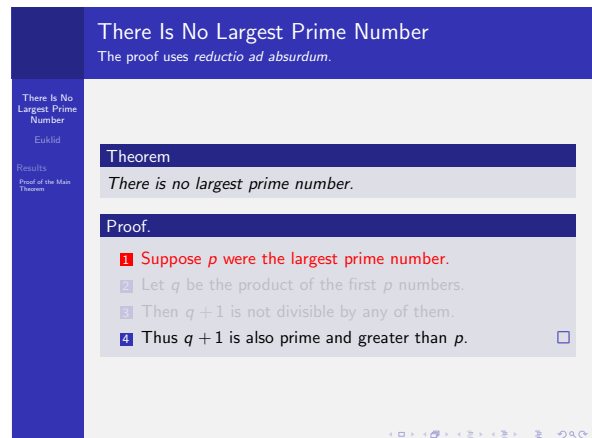 There Is No Largest Prime Number
The proof uses reductio ad absurdum.
There Is No
Largest Prime
Number
Euklid
Results
Proof of the Main
Theorem
Theorem
There is no largest prime number.
Proof.
1 Suppose p were the largest prime number.
2 Let q be the product of the first p numbers.
3 Then q + 1 is not divisible by any of them.
4 Thus q + 1 is also prime and greater than p.